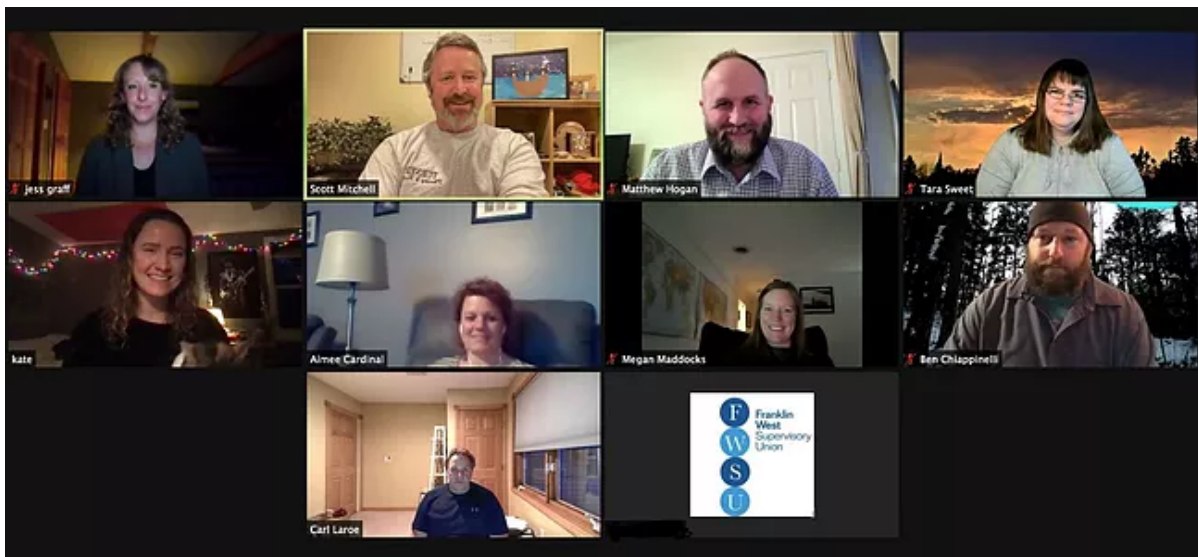 jess graff
Scott Mitchell
Matthew Hogan
Tara Sweet
kate
Aimee Cardinal
Megan Maddocks
Ben Chiappinelli
Carl Laroe
F
W
S
U
Franklin
West
Supervisory
Union